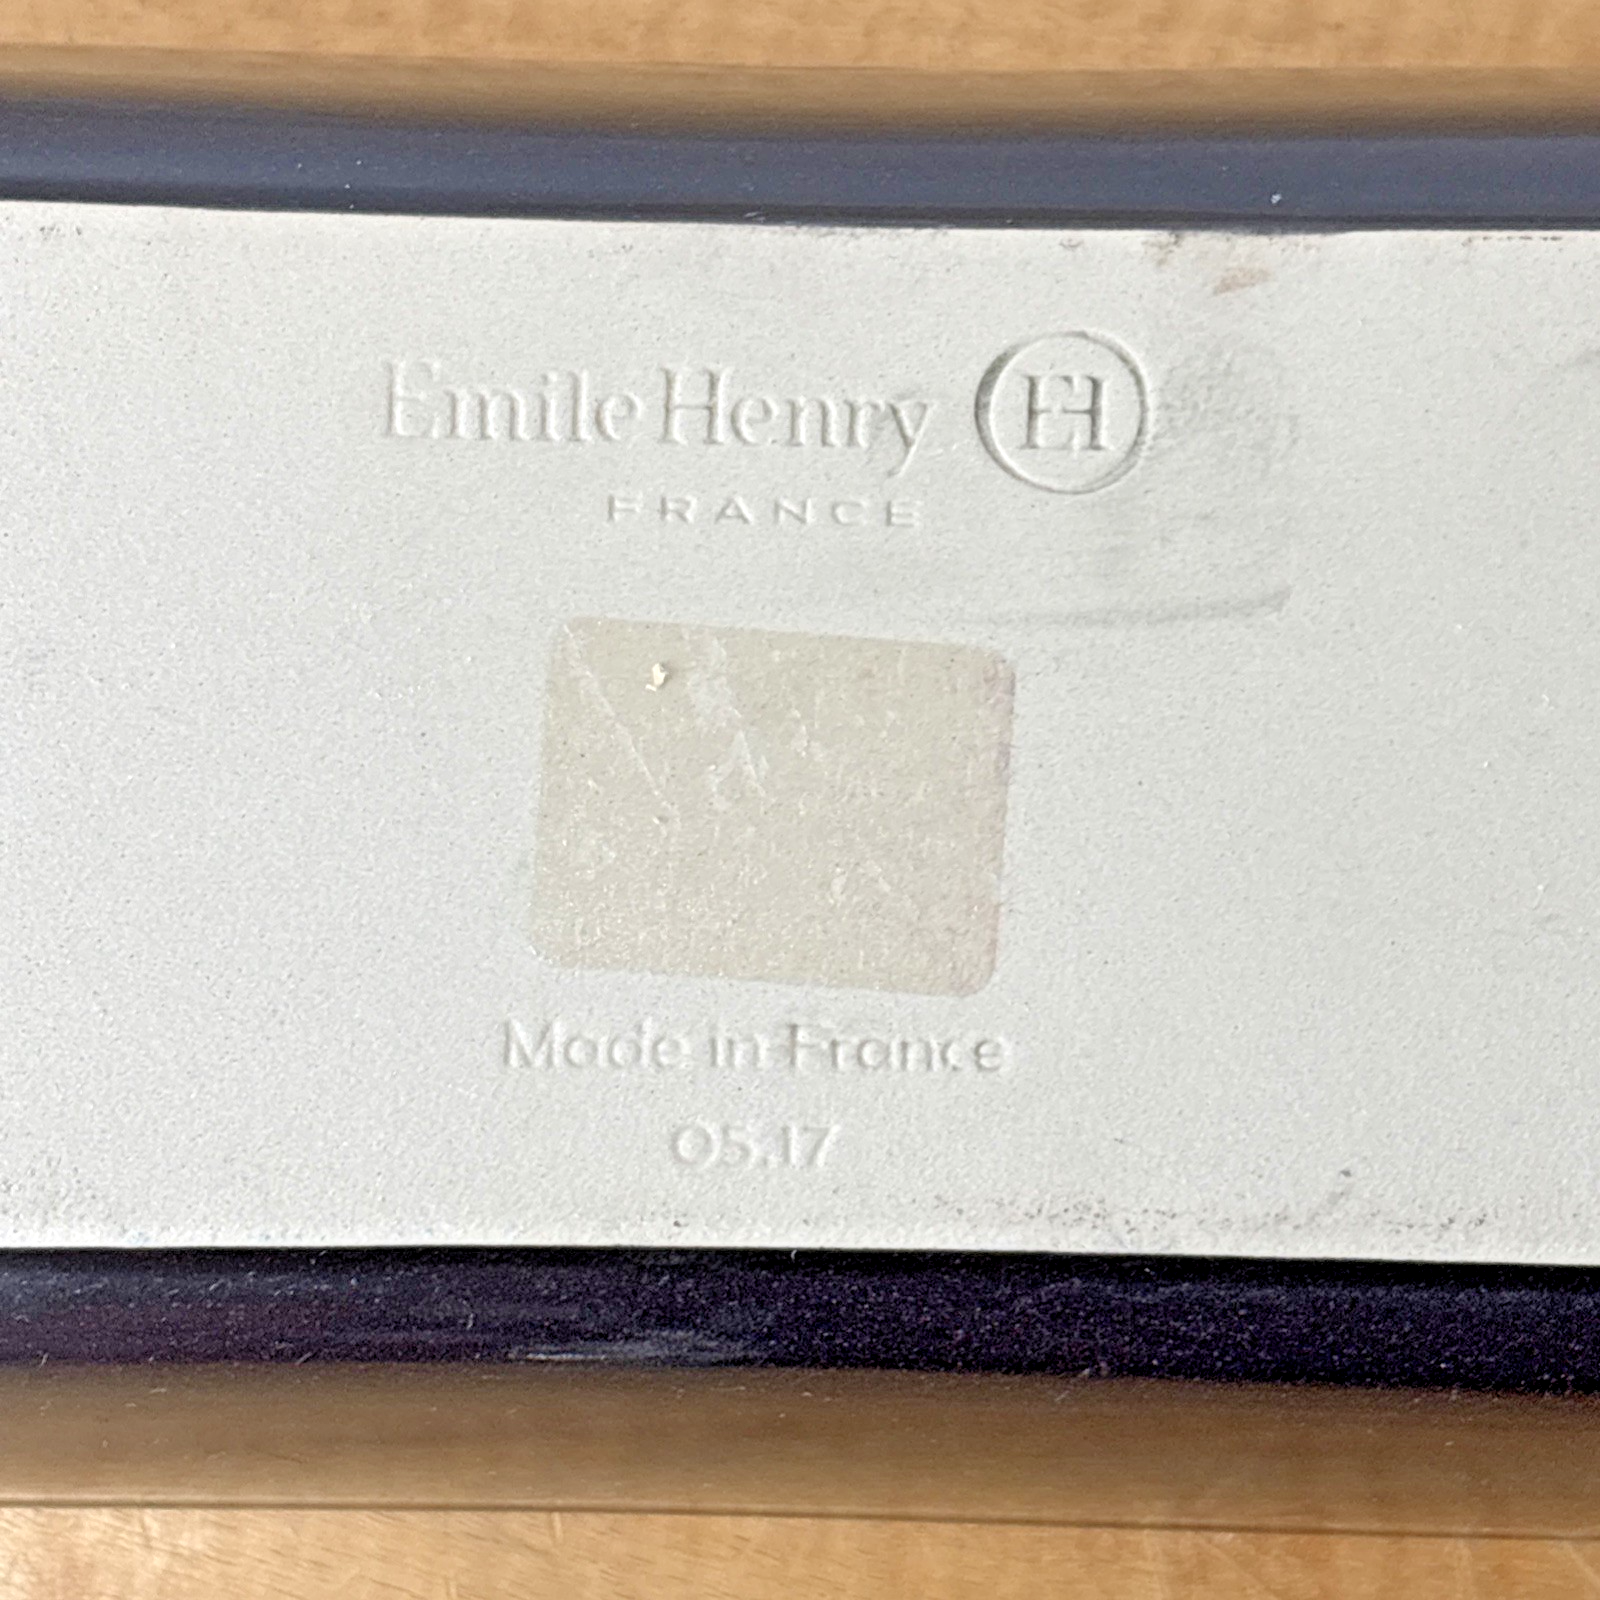 Emile Henry EH
FRANCE
Made in France
05.17